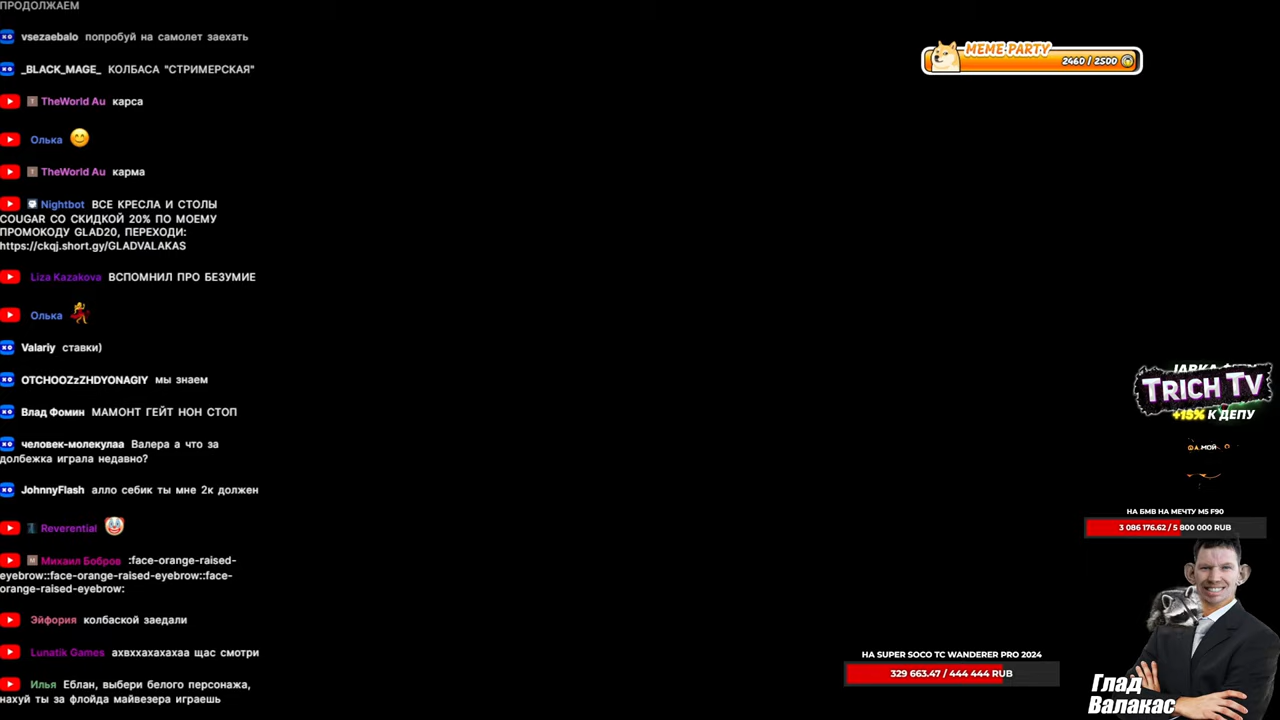 ПРОДОЛЖАЕМ
vsezaebalo попробуй на самолет заехать
_BLACK_MAGE_ КОЛБАСА "СТРИМЕРСКАЯ"
TheWorld Au карса
Олька
TheWorld Au карма
Nightbot ВСЕ КРЕСЛА И СТОЛЫ
COUGAR СО СКИДКОЙ 20% ПО МОЕМУ
ПРОМОКОДУ GLAD20, ПЕРЕХОДИ:
https://ckqj.short.gy/GLADVALAKAS
Liza Kazakova ВСПОМНИЛ ПРО БЕЗУМИЕ
Олька
Valariy ставки)
OTCHOOZzZHDYONAGIY мы знаем
Влад Фомин МАМОНТ ГЕЙТ НОН СТОП
человек-молекулаа Валера а что за
долбежка играла недавно?
JohnnyFlash алло себик ты мне 2к должен
Reverential
Михаил Бобров :face-orange-raised-
eyebrow::face-orange-raised-eyebrow::face-
orange-raised-eyebrow:
Эйфория колбаской заедали
Lunatik Games ахвххахахахаа щас смотри
Илья Еблан, выбери белого персонажа,
нахуй ты за флойда майвезера играешь
MEME PARTY
2460 / 2500
TRICH TV
+15% К ДЕПУ
НА БМВ НА МЕЧТУ M5 F90
3 086 176.62 / 5 800 000 RUB
НА SUPER SOCO TC WANDERER PRO 2024
329 663.47 / 444 444 RUB
Глад
Валакас